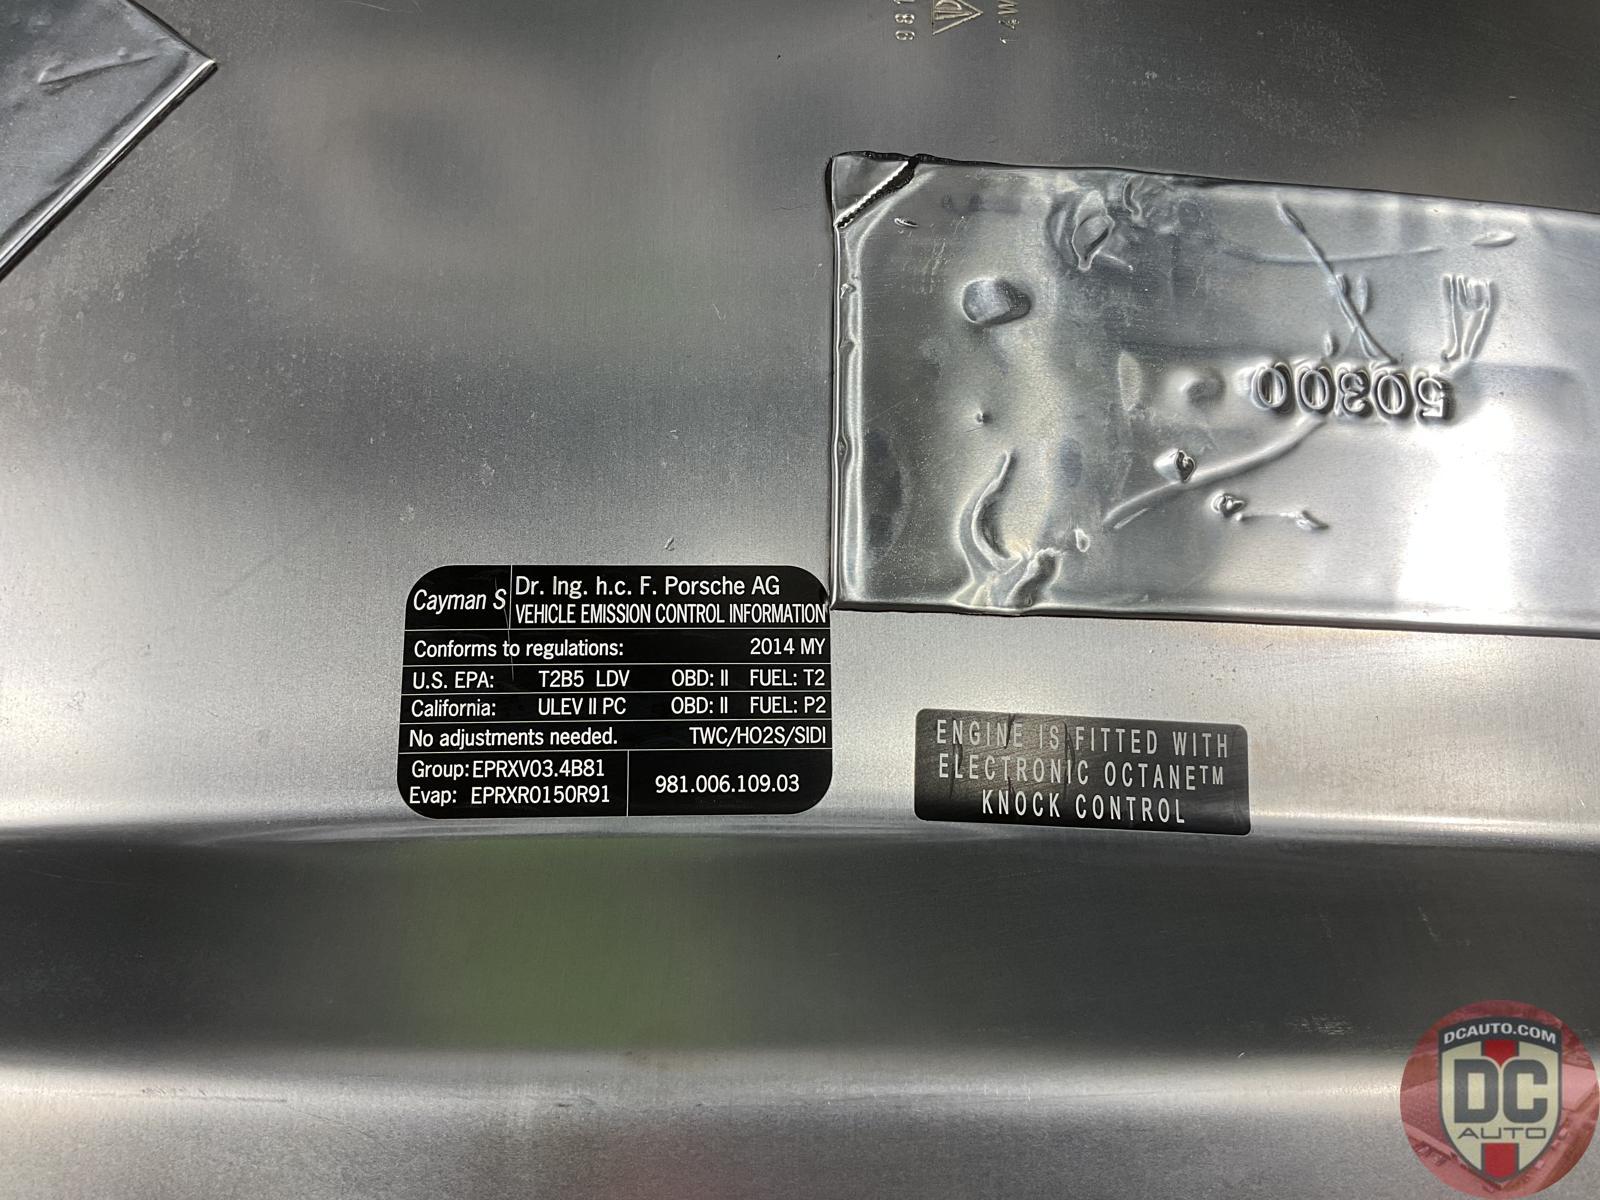 981
Cayman S
Dr. Ing. h.c. F. Porsche AG
VEHICLE EMISSION CONTROL INFORMATION
Conforms to regulations: 2014 MY
U.S. EPA: T2B5 LDV OBD: II FUEL: T2
California: ULEV II PC OBD: II FUEL: P2
No adjustments needed. TWC/HO2S/SIDI
Group: EPRXV03.4B81
Evap: EPRXR0150R91
981.006.109.03
50300
ENGINE IS FITTED WITH
ELECTRONIC OCTANE™
KNOCK CONTROL
DCAUTO.COM
DC
AUTO